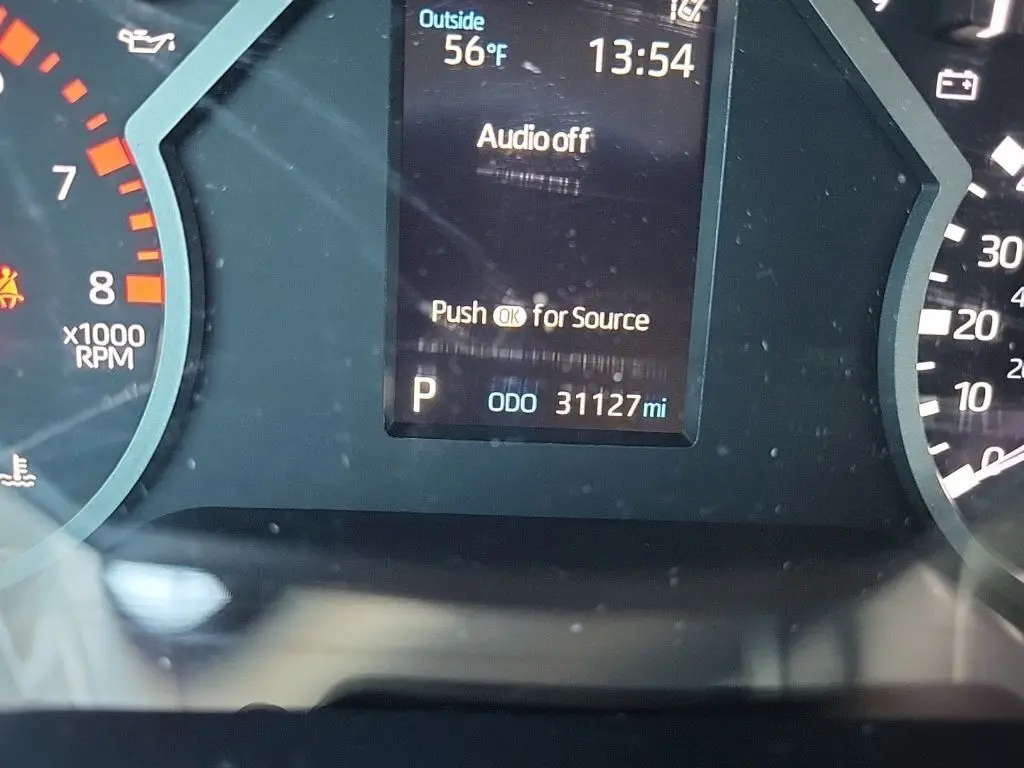 Outside
56°F 13:54
Audio off
Push OK for Source
P ODO 31127 mi
7
8
x1000
RPM
30
20
10
0